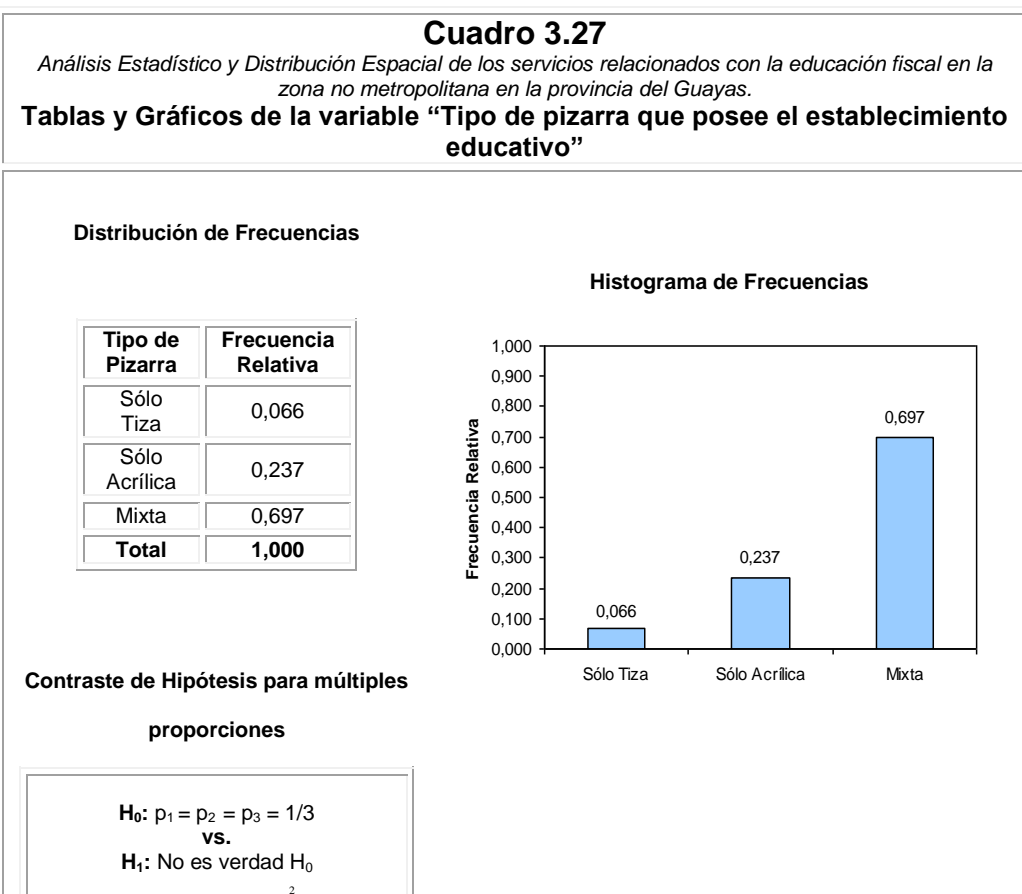 Cuadro 3.27
Análisis Estadístico y Distribución Espacial de los servicios relacionados con la educación fiscal en la
zona no metropolitana en la provincia del Guayas.
Tablas y Gráficos de la variable “Tipo de pizarra que posee el establecimiento
educativo”
Distribución de Frecuencias
Tipo de
Pizarra
Frecuencia
Relativa
Sólo
Tiza
0,066
Sólo
Acrílica
0,237
Mixta
0,697
Total
1,000
Histograma de Frecuencias
Frecuencia Relativa
1,000
0,900
0,800
0,700
0,600
0,500
0,400
0,300
0,200
0,100
0,000
0,066
0,237
0,697
Sólo Tiza
Sólo Acrílica
Mixta
Contraste de Hipótesis para múltiples
proporciones
H₀: p₁ = p₂ = p₃ = 1/3
vs.
H₁: No es verdad H₀
2